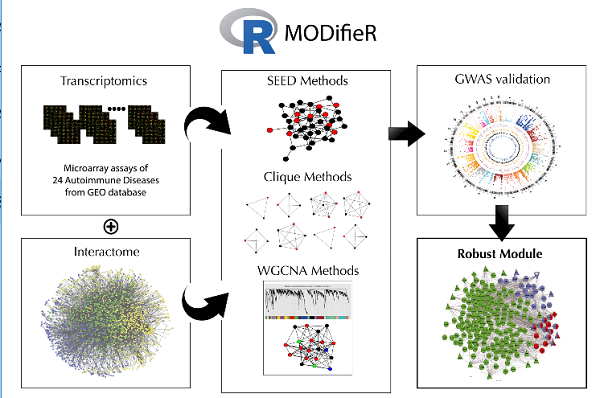 R MODifieR
Transcriptomics
Microarray assays of
24 Autoimmune Diseases
from GEO database
Interactome
SEED Methods
Clique Methods
WGCNA Methods
GWAS validation
Robust Module